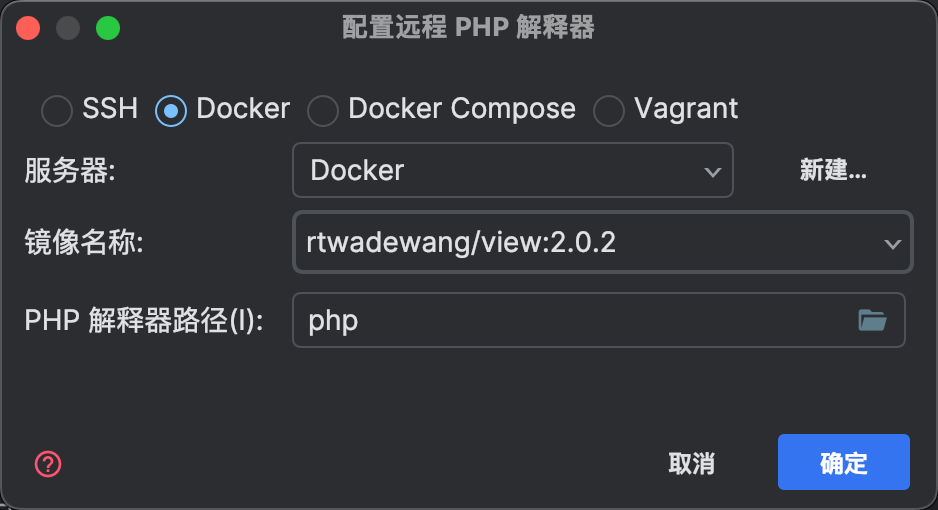 配置远程 PHP 解释器
SSH Docker Docker Compose Vagrant
服务器: Docker 新建...
镜像名称: rtwadewang/view:2.0.2
PHP 解释器路径(I): php
? 取消 确定